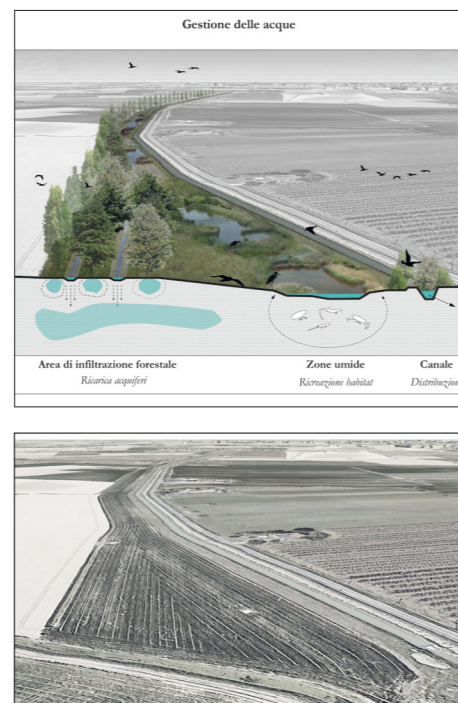 Gestione delle acque
Area di infiltrazione forestale
Ricarica acquiferi
Zone umide
Ricreazione habitat
Canale